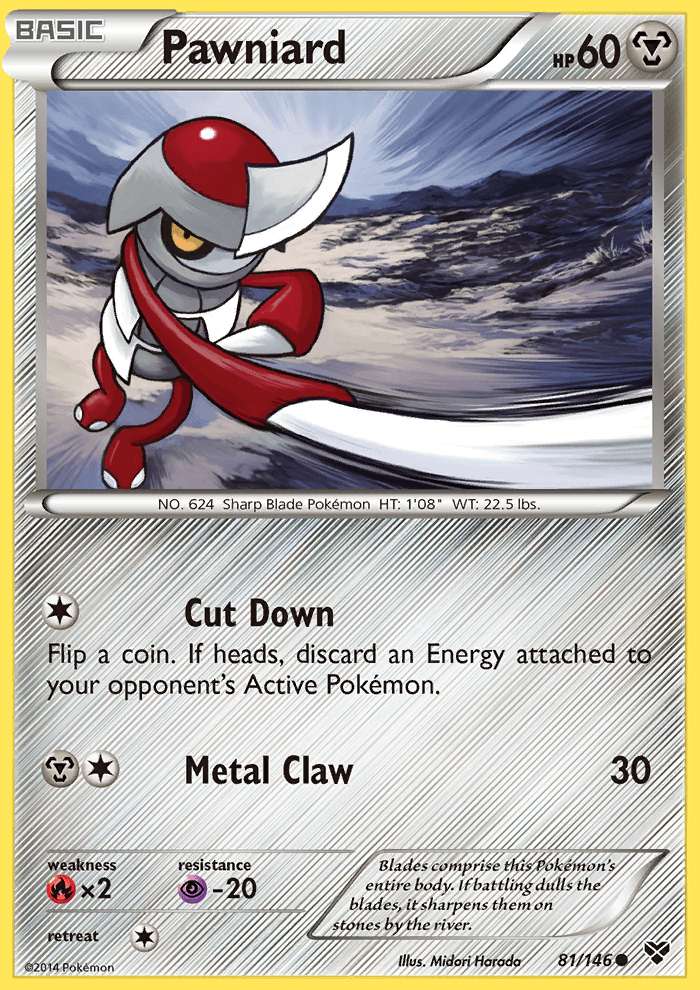 BASIC
Pawniard
HP60
NO. 624 Sharp Blade Pokémon HT: 1'08" WT: 22.5 lbs.
Cut Down
Flip a coin. If heads, discard an Energy attached to
your opponent's Active Pokémon.
Metal Claw 30
weakness resistance
×2 -20
retreat
Blades comprise this Pokémon's
entire body. If battling dulls the
blades, it sharpens them on
stones by the river.
©2014 Pokémon
Illus. Midori Harada
81/146